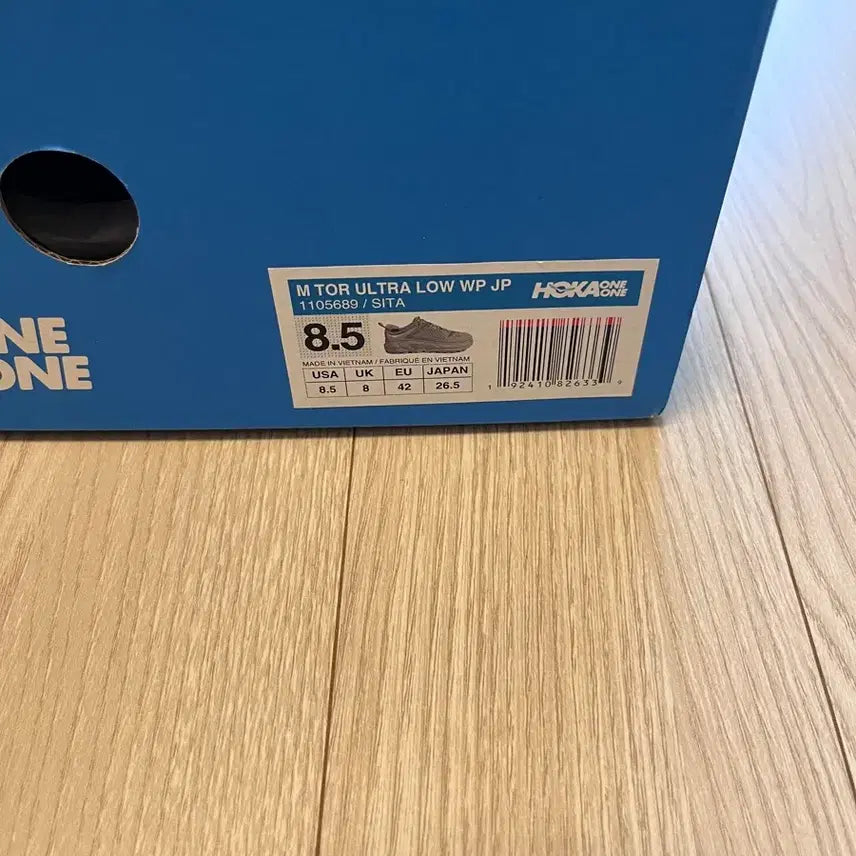 NE
ONE
M TOR ULTRA LOW WP JP
1105689 / SITA
HOKA ONE ONE
8.5
MADE IN VIETNAM / FABRIQUÉ EN VIETNAM
USA UK EU JAPAN
8.5 8 42 26.5
1 92410 82633 9